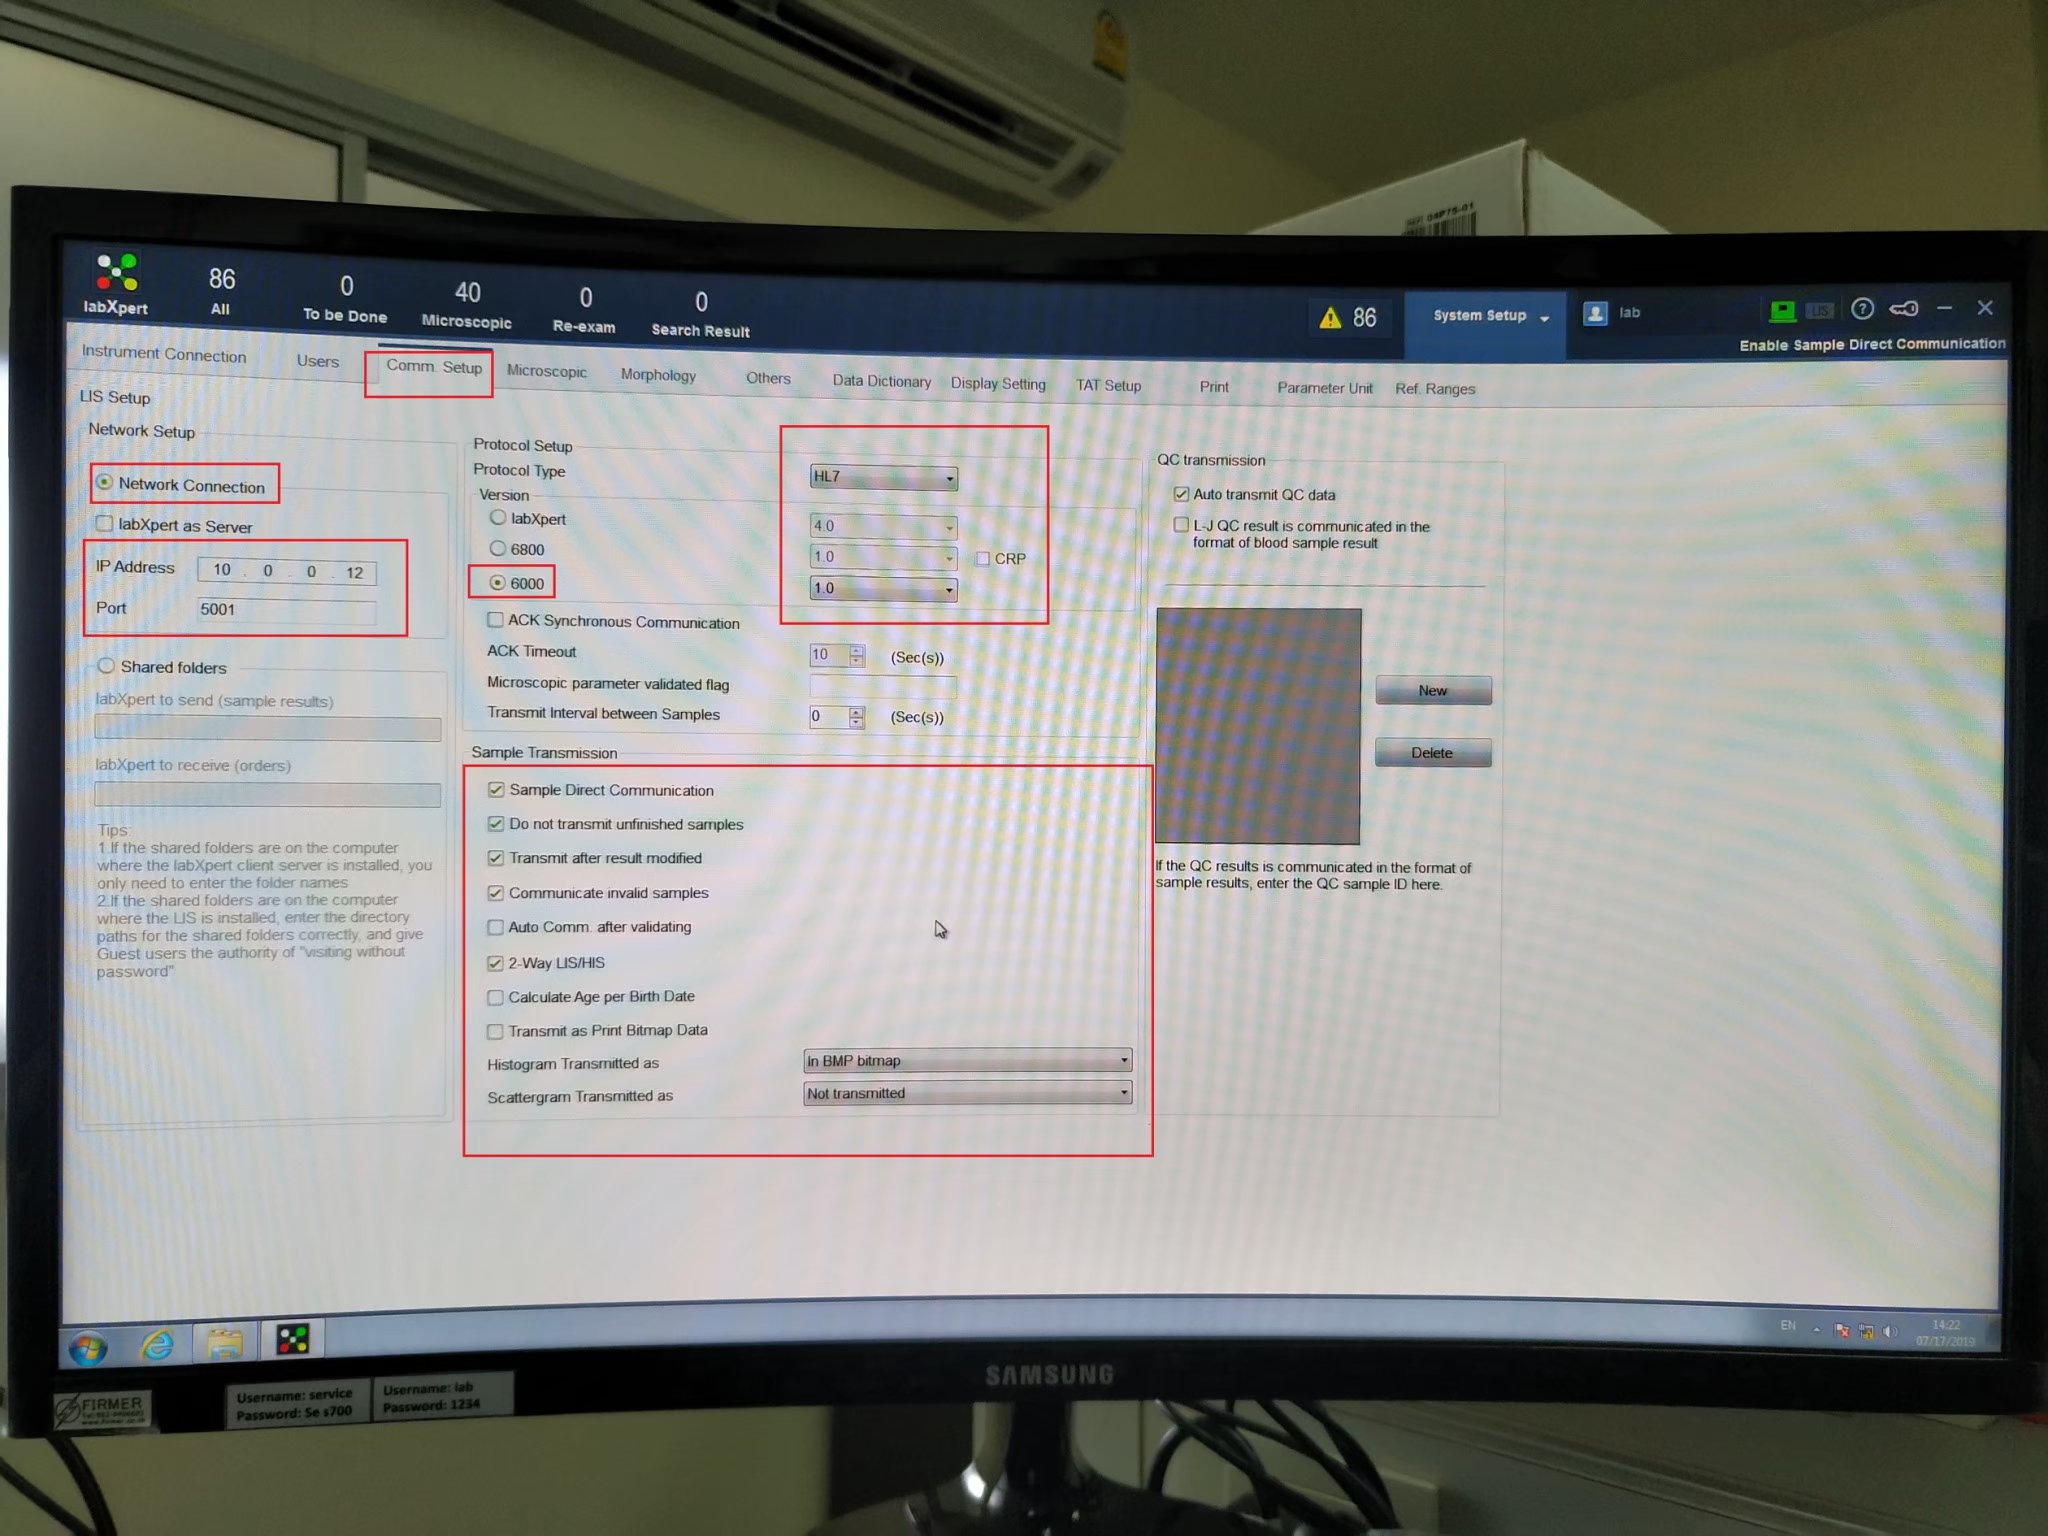 REF 04P75-01
labXpert
86
All
0
To be Done
40
Microscopic
0
Re-exam
0
Search Result
86
System Setup
lab
LIS
?
Enable Sample Direct Communication
Instrument Connection
Users
Comm. Setup
Microscopic
Morphology
Others
Data Dictionary
Display Setting
TAT Setup
Print
Parameter Unit
Ref. Ranges
LIS Setup
Network Setup
Network Connection
labXpert as Server
IP Address 10 . 0 . 0 . 12
Port 5001
Shared folders
labXpert to send (sample results)
labXpert to receive (orders)
Tips:
1.If the shared folders are on the computer
where the labXpert client server is installed, you
only need to enter the folder names
2.If the shared folders are on the computer
where the LIS is installed, enter the directory
paths for the shared folders correctly, and give
Guest users the authority of "visiting without
password"
Protocol Setup
Protocol Type HL7
Version
labXpert 4.0
6800 1.0 CRP
6000 1.0
ACK Synchronous Communication
ACK Timeout 10 (Sec(s))
Microscopic parameter validated flag
Transmit Interval between Samples 0 (Sec(s))
Sample Transmission
Sample Direct Communication
Do not transmit unfinished samples
Transmit after result modified
Communicate invalid samples
Auto Comm. after validating
2-Way LIS/HIS
Calculate Age per Birth Date
Transmit as Print Bitmap Data
Histogram Transmitted as In BMP bitmap
Scattergram Transmitted as Not transmitted
QC transmission
Auto transmit QC data
L-J QC result is communicated in the
format of blood sample result
New
Delete
If the QC results is communicated in the format of
sample results, enter the QC sample ID here.
EN
14:22
07/17/2019
SAMSUNG
FIRMER
Username: service
Password: Se s700
Username: lab
Password: 1234